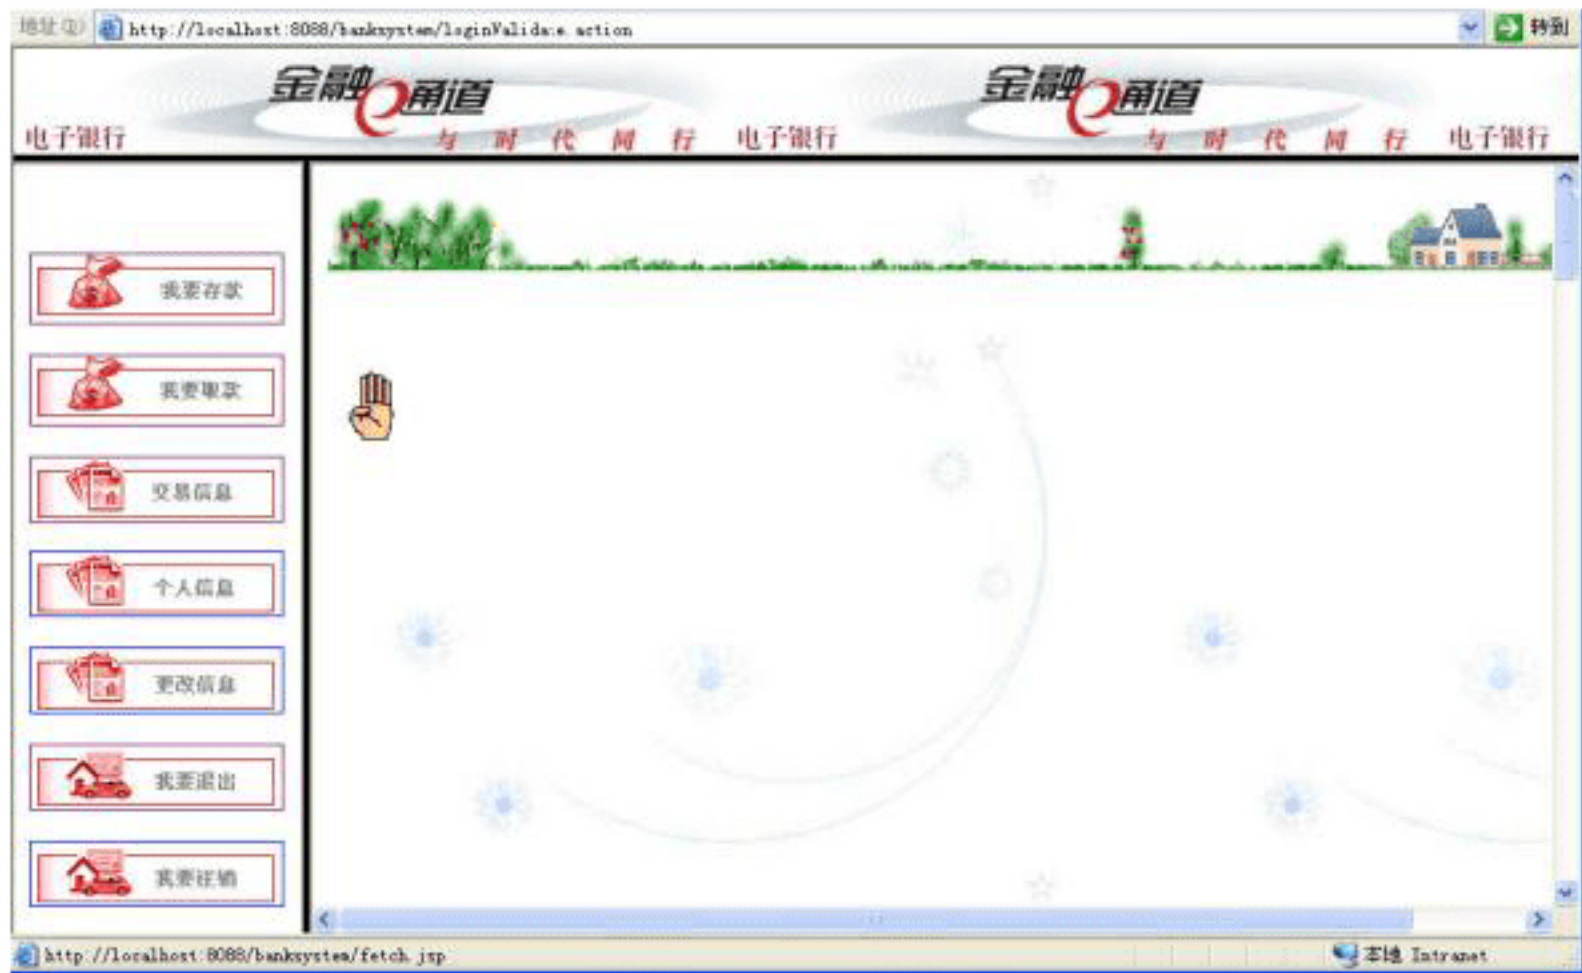 地址(D) http://localhost:8088/banksystem/loginValidate.action 转到
金融e通道 金融e通道
电子银行 与时代同行 电子银行 与时代同行 电子银行
我要存款
我要取款
交易信息
个人信息
更改信息
我要退出
我要注销
http://localhost:8088/banksystem/fetch.jsp 本地 Intranet